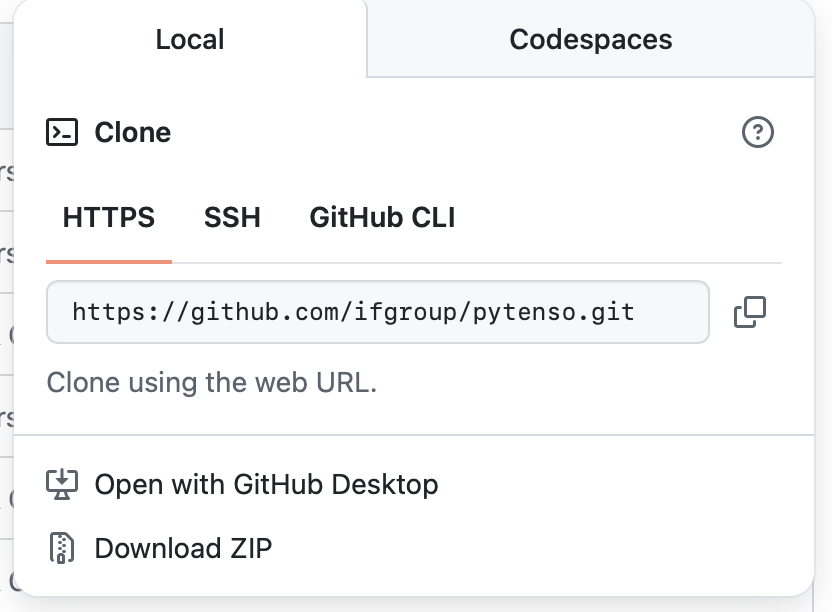 Local
Codespaces
Clone
HTTPS
SSH
GitHub CLI
https://github.com/ifgroup/pytenso.git
Clone using the web URL.
Open with GitHub Desktop
Download ZIP